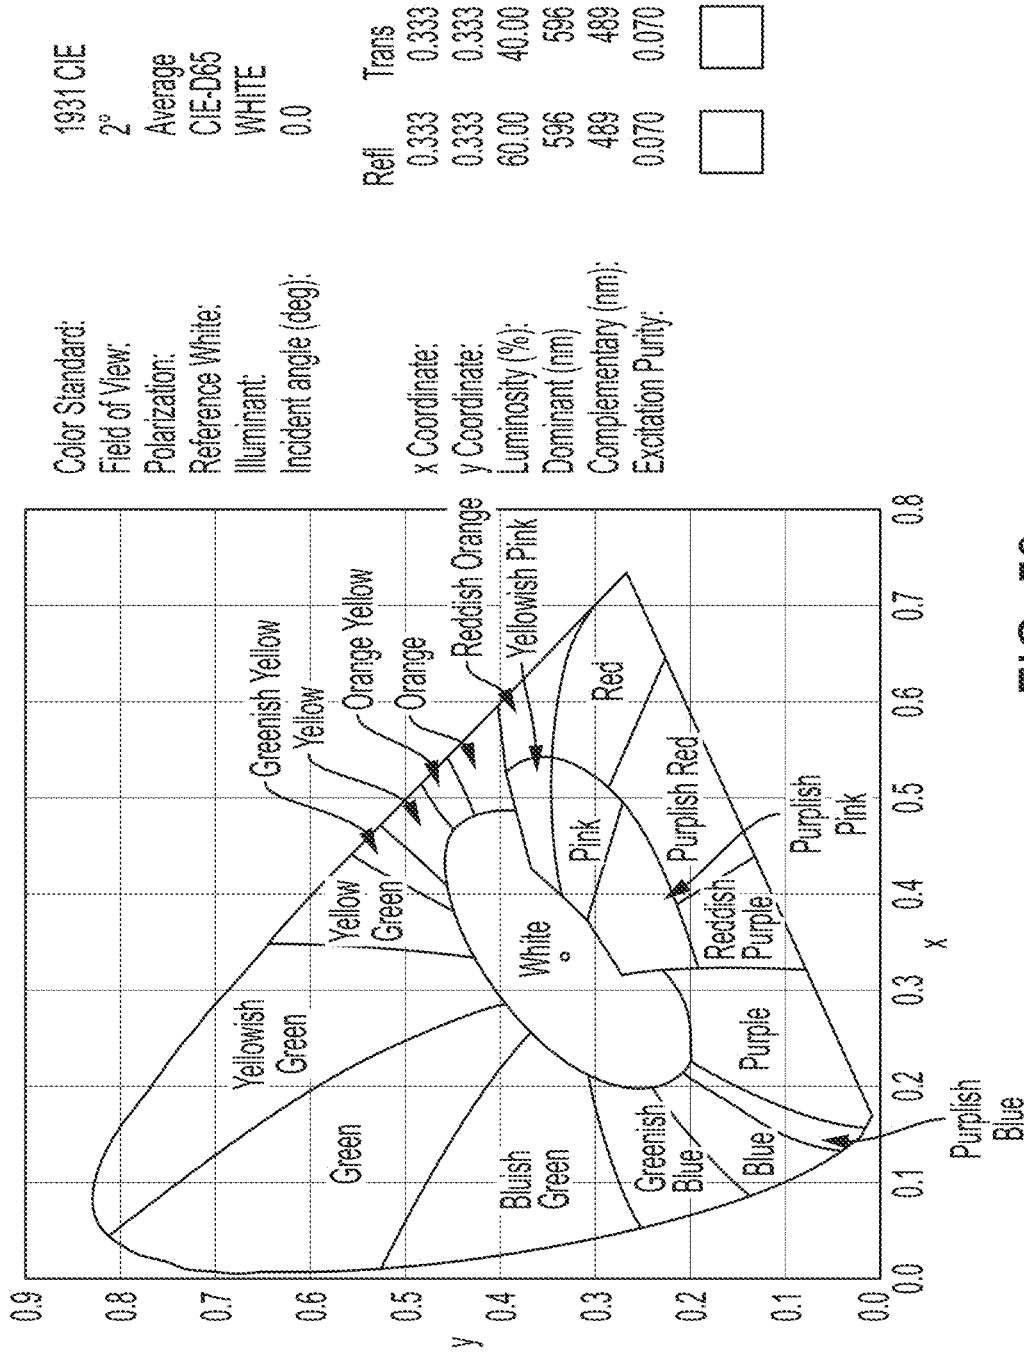 Color Standard: 1931 CIE
Field of View: 2°
Polarization: Average
Reference White: CIE-D65
Illuminant: WHITE
Incident angle (deg): 0.0
Refl Trans
x Coordinate: 0.333 0.333
y Coordinate: 0.333 0.333
Luminosity (%): 60.00 40.00
Dominant (nm) 596 596
Complementary (nm): 489 489
Excitation Purity: 0.070 0.070
0.9
0.8
0.7
0.6
0.5
0.4
0.3
0.2
0.1
0.0
y
0.0 0.1 0.2 0.3 0.4 0.5 0.6 0.7 0.8
x
Greenish Yellow
Yellow
Orange Yellow
Orange
Reddish Orange
Yellowish Pink
Yellow
Green
Yellowish
Green
Green
Bluish
Green
Greenish
Blue
Blue
Purplish
Blue
Purple
Reddish
Purple
Purplish
Pink
Purplish Red
Pink
Red
White